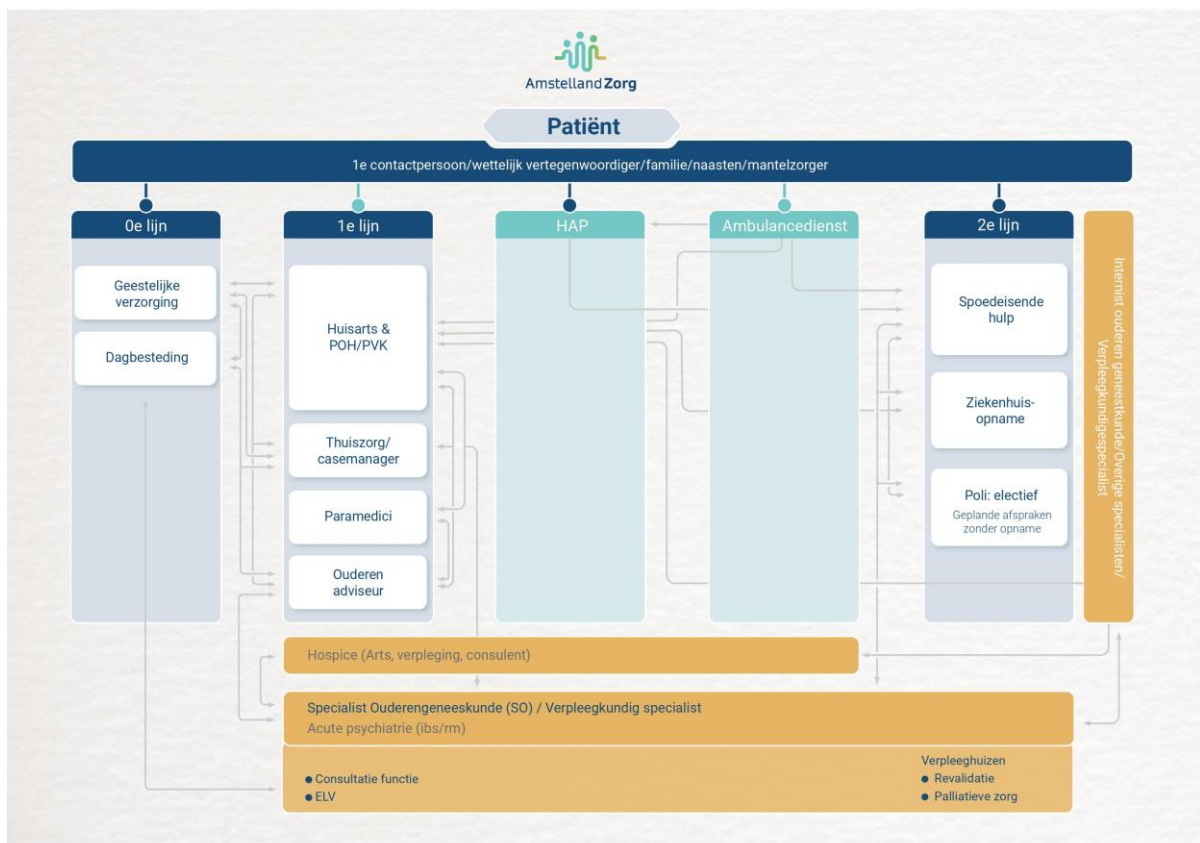 Amstelland Zorg
Patiënt
1e contactpersoon/wettelijk vertegenwoordiger/familie/naasten/mantelzorger
0e lijn
1e lijn
HAP
Ambulancedienst
2e lijn
Geestelijke
verzorging
Dagbesteding
Huisarts &
POH/PVK
Thuiszorg/
casemanager
Paramedici
Ouderen
adviseur
Spoedeisende
hulp
Ziekenhuis-
opname
Poli: electief
Geplande afspraken
zonder opname
Internist ouderen geneestkunde/Overige specialisten/
Verpleegkundigespecialist
Hospice (Arts, verpleging, consulent)
Specialist Ouderengeneeskunde (SO) / Verpleegkundig specialist
Acute psychiatrie (ibs/rm)
Consultatie functie
ELV
Verpleeghuizen
Revalidatie
Palliatieve zorg